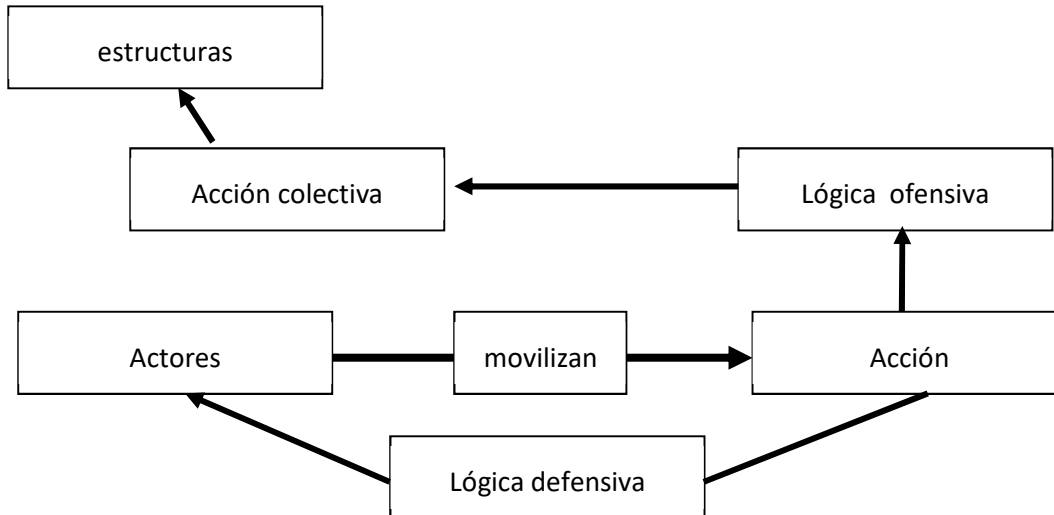 estructuras
Acción colectiva
Lógica  ofensiva
Actores
movilizan
Acción
Lógica defensiva